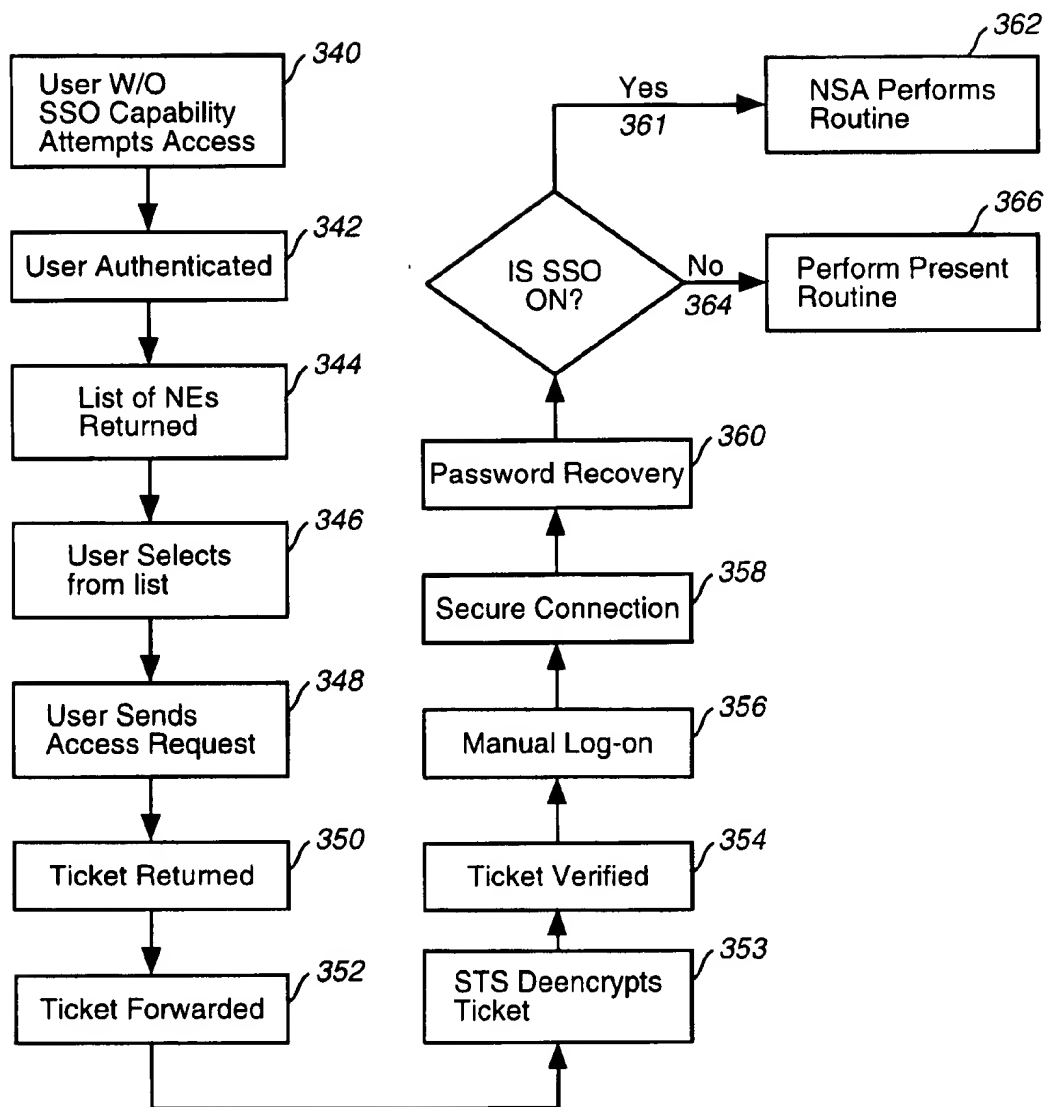 340
User W/O
SSO Capability
Attempts Access
342
User Authenticated
344
List of NEs
Returned
346
User Selects
from list
348
User Sends
Access Request
350
Ticket Returned
352
Ticket Forwarded
353
STS Deencrypts
Ticket
354
Ticket Verified
356
Manual Log-on
358
Secure Connection
360
Password Recovery
IS SSO
ON?
Yes
361
362
NSA Performs
Routine
No
364
366
Perform Present
Routine